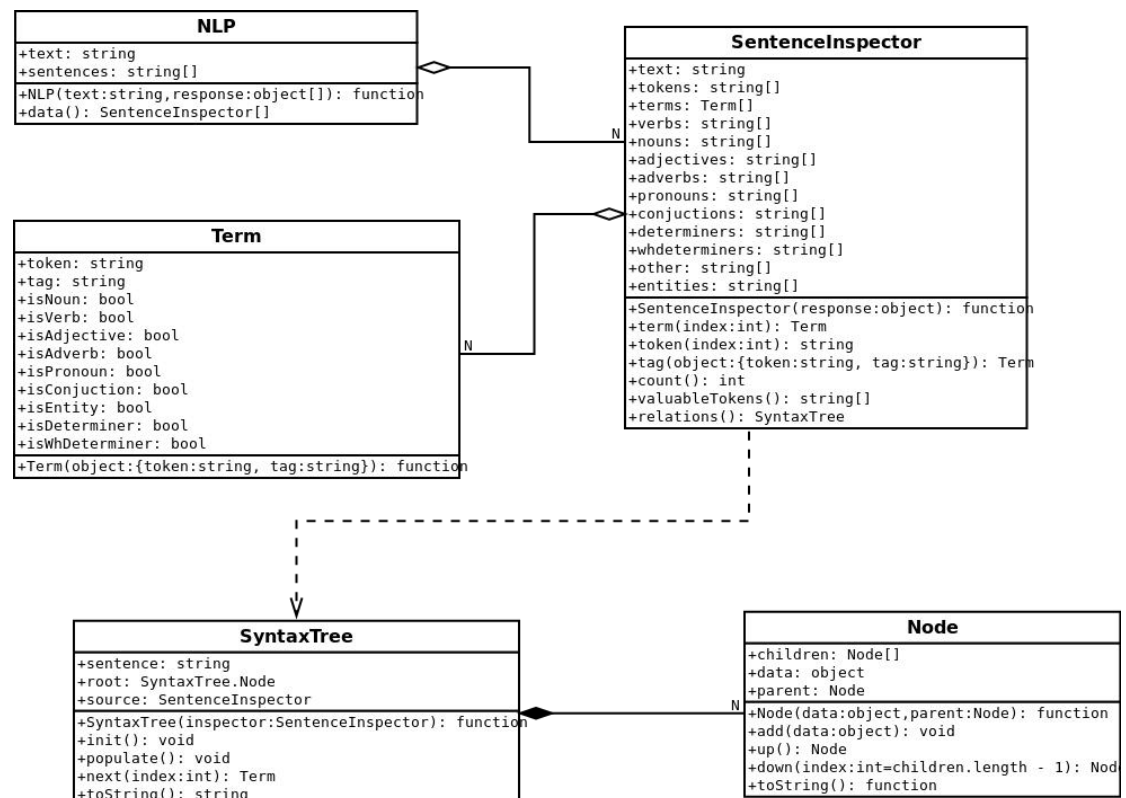 NLP
+text: string
+sentences: string[]
+NLP(text:string,response:object[]): function
+data(): SentenceInspector[]
SentenceInspector
+text: string
+tokens: string[]
+terms: Term[]
+verbs: string[]
+nouns: string[]
+adjectives: string[]
+adverbs: string[]
+pronouns: string[]
+conjuctions: string[]
+determiners: string[]
+whdeterminers: string[]
+other: string[]
+entities: string[]
+SentenceInspector(response:object): function
+term(index:int): Term
+token(index:int): string
+tag(object:{token:string, tag:string}): Term
+count(): int
+valuableTokens(): string[]
+relations(): SyntaxTree
N
Term
+token: string
+tag: string
+isNoun: bool
+isVerb: bool
+isAdjective: bool
+isAdverb: bool
+isPronoun: bool
+isConjuction: bool
+isEntity: bool
+isDeterminer: bool
+isWhDeterminer: bool
+Term(object:{token:string, tag:string}): function
N
SyntaxTree
+sentence: string
+root: SyntaxTree.Node
+source: SentenceInspector
+SyntaxTree(inspector:SentenceInspector): function
+init(): void
+populate(): void
+next(index:int): Term
+toString(): string
N
Node
+children: Node[]
+data: object
+parent: Node
+Node(data:object,parent:Node): function
+add(data:object): void
+up(): Node
+down(index:int=children.length - 1): Node
+toString(): function